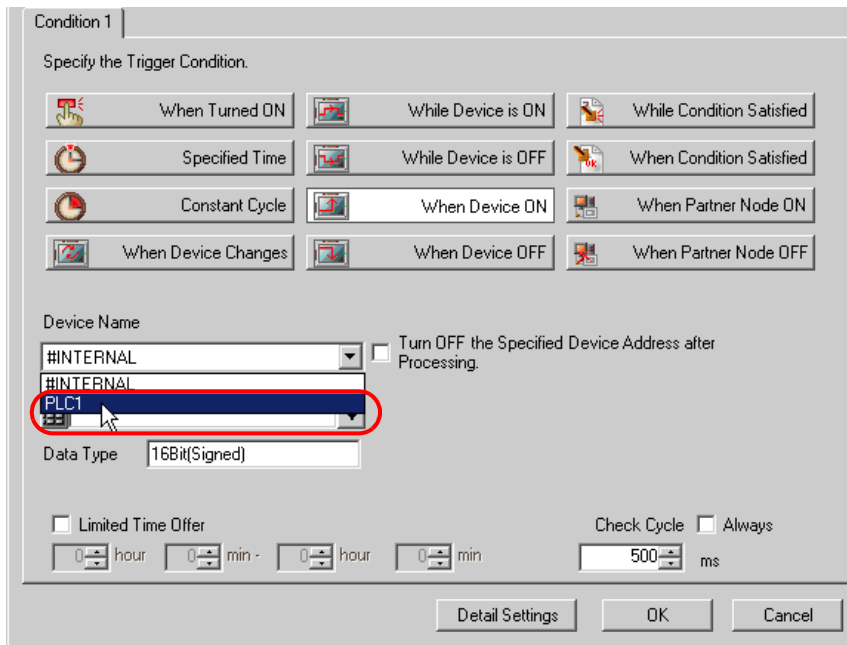 Condition 1
Specify the Trigger Condition.
When Turned ON While Device is ON While Condition Satisfied
Specified Time While Device is OFF When Condition Satisfied
Constant Cycle When Device ON When Partner Node ON
When Device Changes When Device OFF When Partner Node OFF
Device Name
#INTERNAL Turn OFF the Specified Device Address after
Processing.
#INTERNAL
PLC1
Data Type 16Bit(Signed)
Limited Time Offer Check Cycle Always
0 hour 0 min - 0 hour 0 min 500 ms
Detail Settings OK Cancel